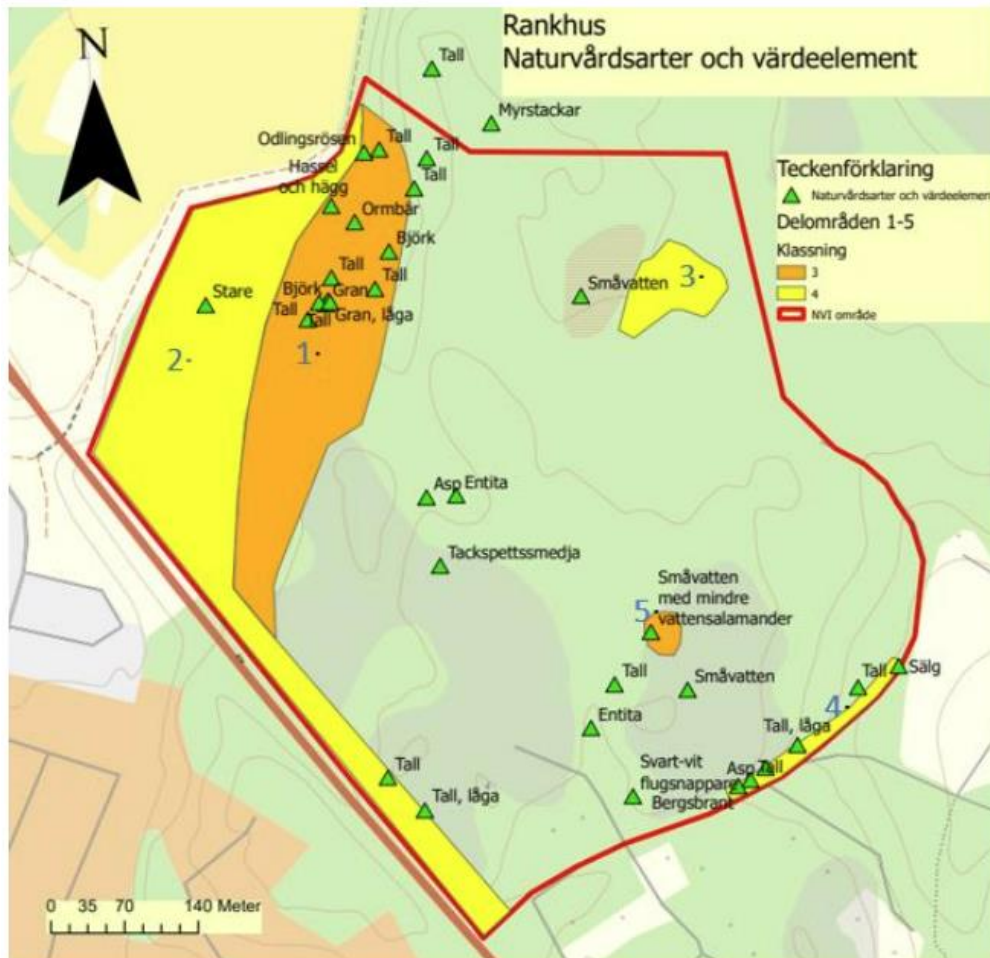 N
Rankhus
Naturvårdsarter och värdeelement
Tall
Myrstackar
Odlingsrösen
Tall
Tall
Hassel
och hägg
Tall
Ormbär
Björk
Tall
Tall
Björk
Gran
Stare
Tall
Tall
Gran, låga
1
2
Småvatten
3
Teckenförklaring
Naturvårdsarter och värdeelement
Delområden 1-5
Klassning
3
4
NVI område
Asp
Entita
Tackspettssmedja
Småvatten
med mindre
vattensalamander
5
Tall
Småvatten
Entita
Tall
Sälg
4
Tall, låga
Svart-vit
flugsnappare
Asp
Tall
Bergsbrant
Tall
Tall, låga
0 35 70 140 Meter